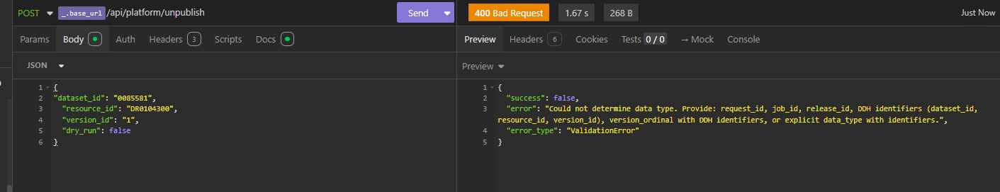 POST _.base_url /api/platform/unpublish Send 400 Bad Request 1.67 s 268 B Just Now
Params Body Auth Headers 3 Scripts Docs Preview Headers 6 Cookies Tests 0 / 0 → Mock Console
JSON
Preview
1 {
2 "dataset_id": "0085581",
3 "resource_id": "DR0104300",
4 "version_id": "1",
5 "dry_run": false
6 }
1 {
2 "success": false,
3 "error": "Could not determine data type. Provide: request_id, job_id, release_id, DDH identifiers (dataset_id,
resource_id, version_id), version_ordinal with DDH identifiers, or explicit data_type with identifiers.",
4 "error_type": "ValidationError"
5 }